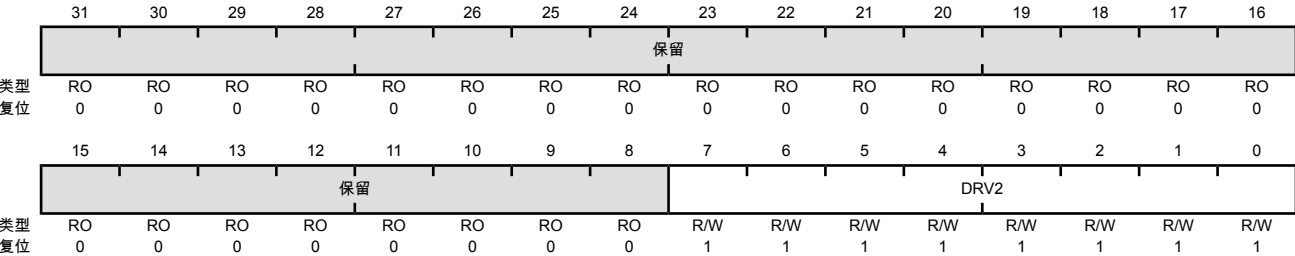 31 30 29 28 27 26 25 24 23 22 21 20 19 18 17 16
保留
类型 RO RO RO RO RO RO RO RO RO RO RO RO RO RO RO RO
复位 0 0 0 0 0 0 0 0 0 0 0 0 0 0 0 0
15 14 13 12 11 10 9 8 7 6 5 4 3 2 1 0
保留 DRV2
类型 RO RO RO RO RO RO RO RO R/W R/W R/W R/W R/W R/W R/W R/W
复位 0 0 0 0 0 0 0 0 1 1 1 1 1 1 1 1